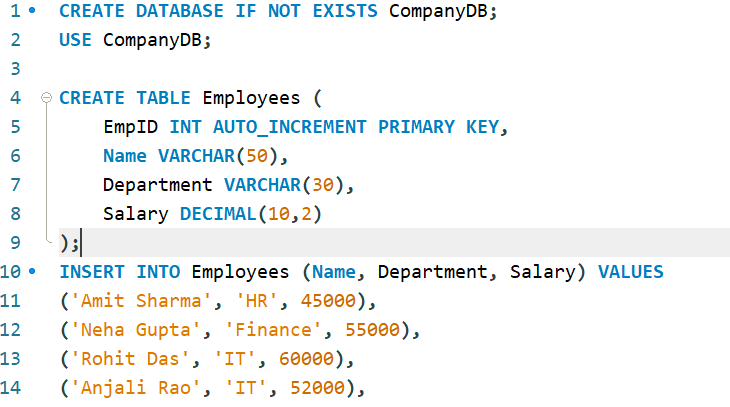 1 CREATE DATABASE IF NOT EXISTS CompanyDB;
2 USE CompanyDB;
3
4 CREATE TABLE Employees (
5 EmpID INT AUTO_INCREMENT PRIMARY KEY,
6 Name VARCHAR(50),
7 Department VARCHAR(30),
8 Salary DECIMAL(10,2)
9 );
10 INSERT INTO Employees (Name, Department, Salary) VALUES
11 ('Amit Sharma', 'HR', 45000),
12 ('Neha Gupta', 'Finance', 55000),
13 ('Rohit Das', 'IT', 60000),
14 ('Anjali Rao', 'IT', 52000),